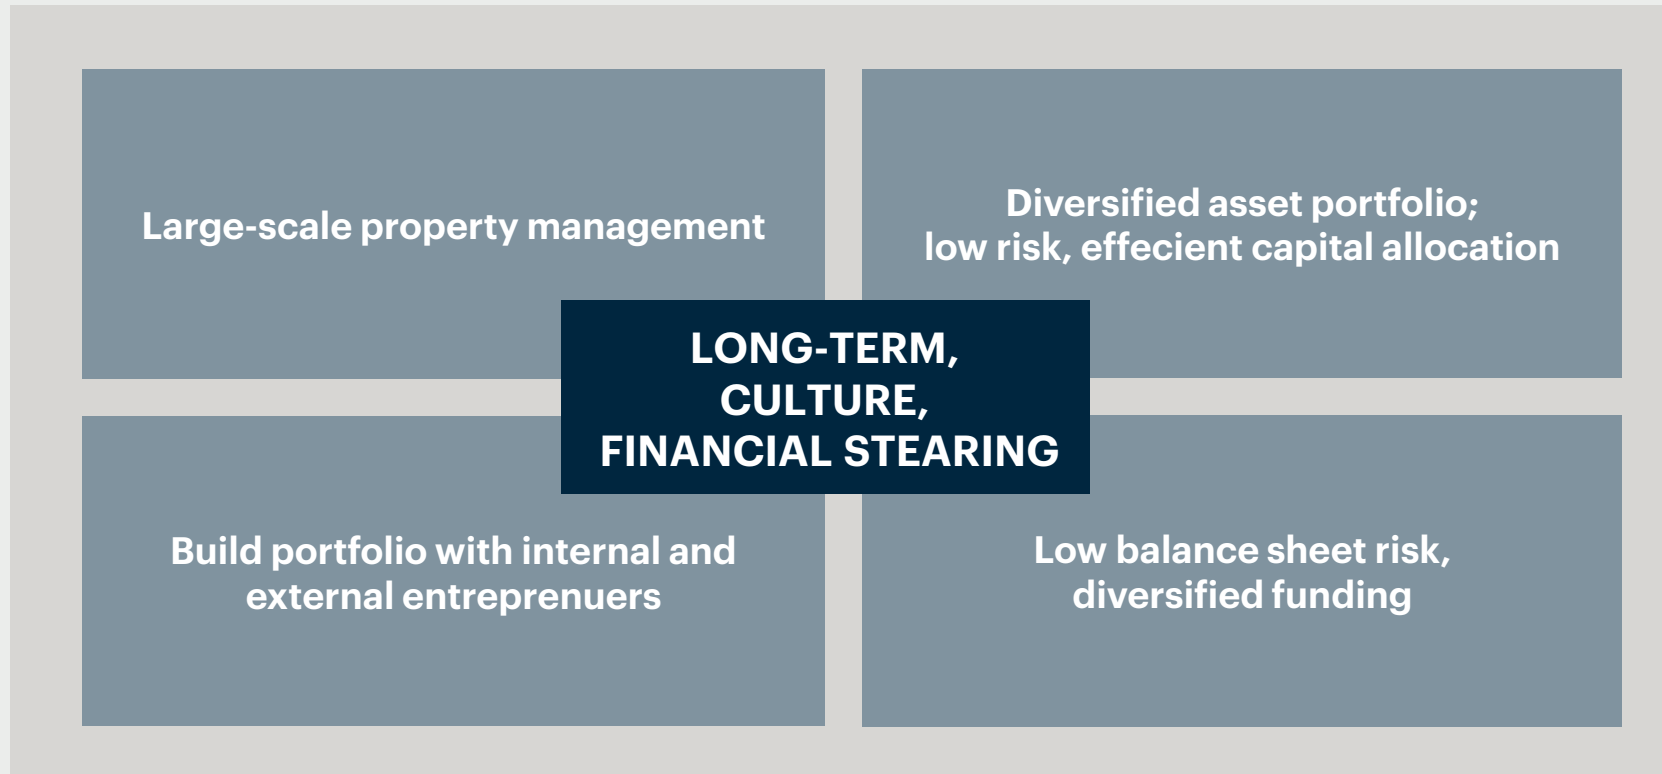 Large-scale property management
Diversified asset portfolio;
low risk, effecient capital allocation
LONG-TERM,
CULTURE,
FINANCIAL STEARING
Build portfolio with internal and
external entreprenuers
Low balance sheet risk,
diversified funding